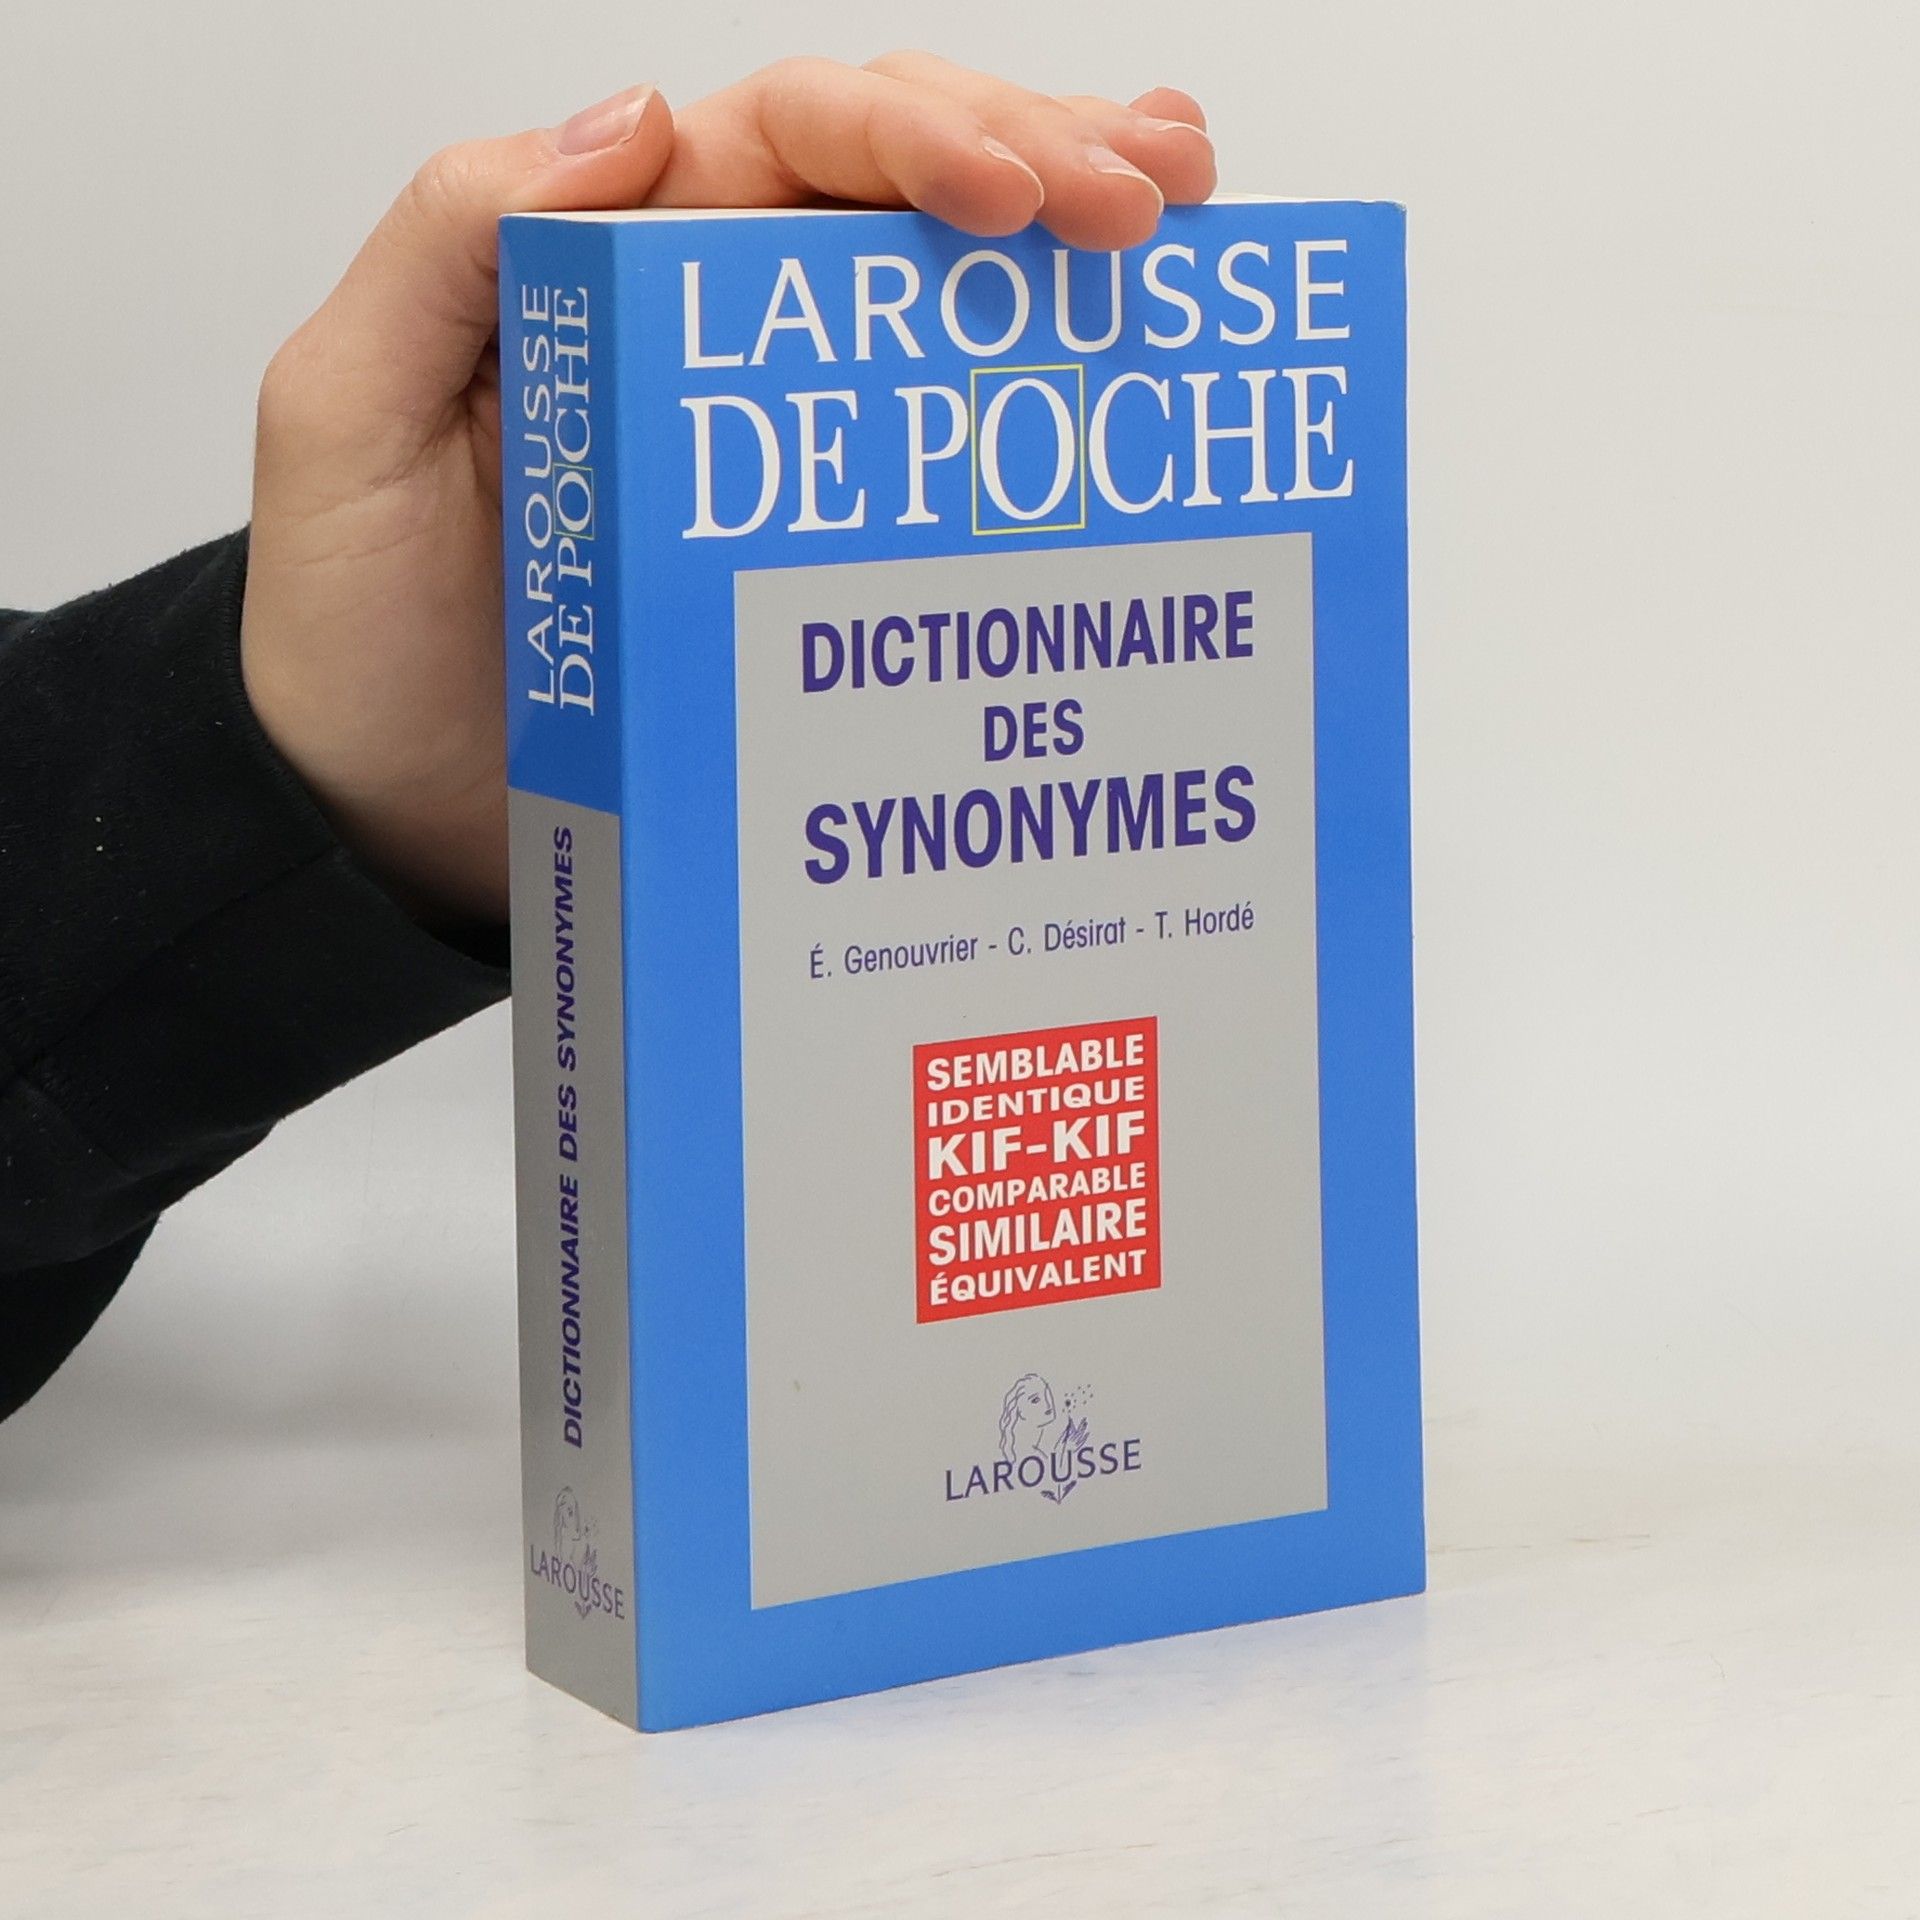 LAROUSSE
DE POCHE
DICTIONNAIRE DES SYNONYMES
LAROUSSE
LAROUSSE
DE POCHE
DICTIONNAIRE
DES
SYNONYMES
É. Genouvrier - C. Désirat - T. Hordé
SEMBLABLE
IDENTIQUE
KIF-KIF
COMPARABLE
SIMILAIRE
ÉQUIVALENT
LAROUSSE